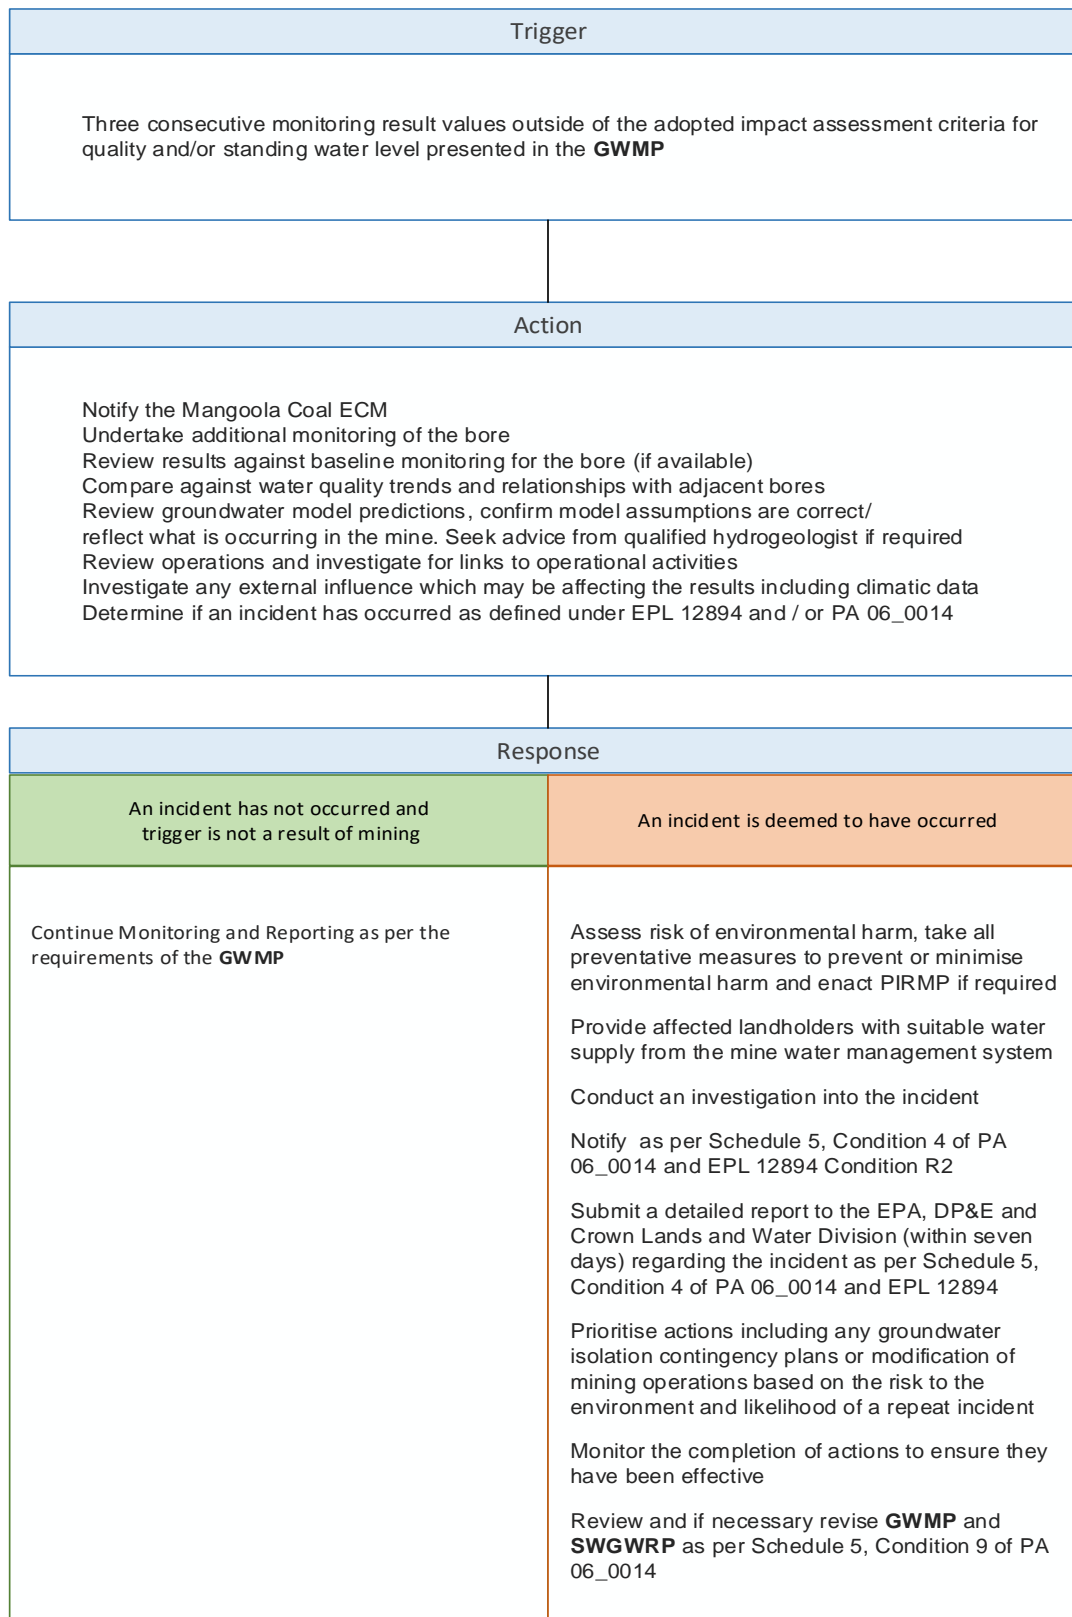 Trigger
Three consecutive monitoring result values outside of the adopted impact assessment criteria for
quality and/or standing water level presented in the GWMP
Action
Notify the Mangoola Coal ECM
Undertake additional monitoring of the bore
Review results against baseline monitoring for the bore (if available)
Compare against water quality trends and relationships with adjacent bores
Review groundwater model predictions, confirm model assumptions are correct/
reflect what is occurring in the mine. Seek advice from qualified hydrogeologist if required
Review operations and investigate for links to operational activities
Investigate any external influence which may be affecting the results including climatic data
Determine if an incident has occurred as defined under EPL 12894 and / or PA 06_0014
Response
An incident has not occurred and
trigger is not a result of mining
Continue Monitoring and Reporting as per the
requirements of the GWMP
An incident is deemed to have occurred
Assess risk of environmental harm, take all
preventative measures to prevent or minimise
environmental harm and enact PIRMP if required
Provide affected landholders with suitable water
supply from the mine water management system
Conduct an investigation into the incident
Notify as per Schedule 5, Condition 4 of PA
06_0014 and EPL 12894 Condition R2
Submit a detailed report to the EPA, DP&E and
Crown Lands and Water Division (within seven
days) regarding the incident as per Schedule 5,
Condition 4 of PA 06_0014 and EPL 12894
Prioritise actions including any groundwater
isolation contingency plans or modification of
mining operations based on the risk to the
environment and likelihood of a repeat incident
Monitor the completion of actions to ensure they
have been effective
Review and if necessary revise GWMP and
SWGWRP as per Schedule 5, Condition 9 of PA
06_0014